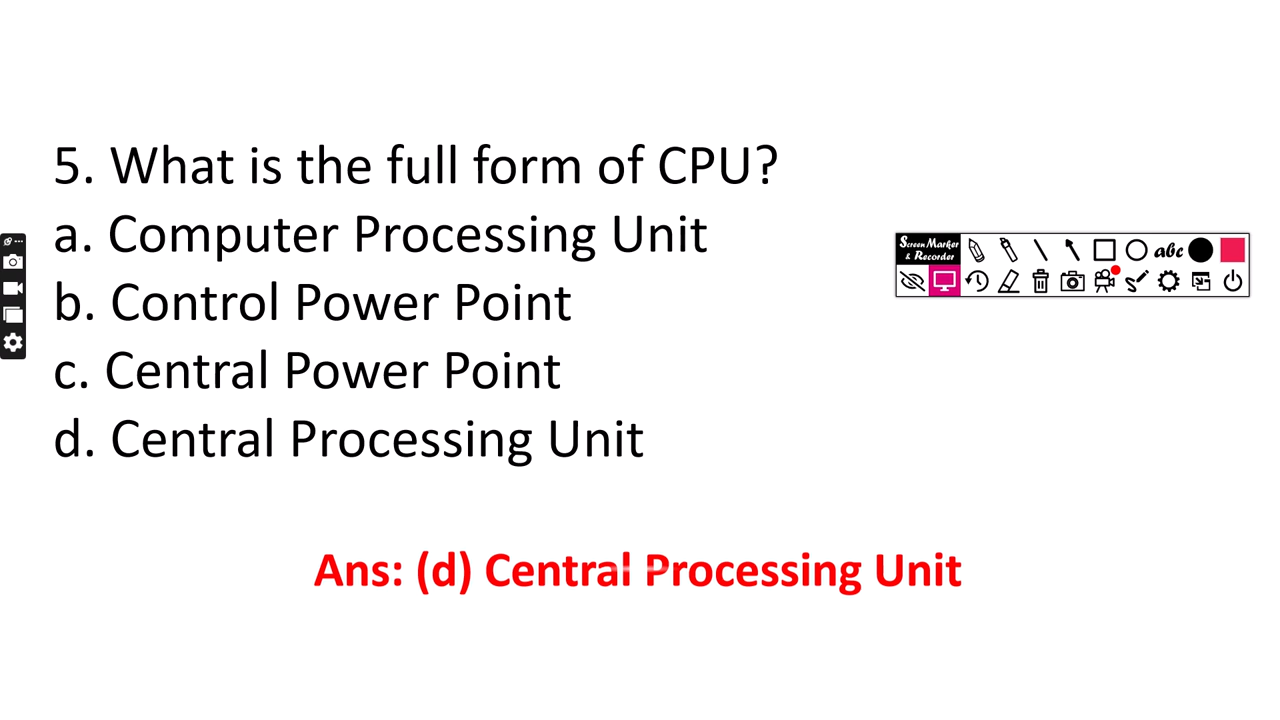 5. What is the full form of CPU?
a. Computer Processing Unit
b. Control Power Point
c. Central Power Point
d. Central Processing Unit
Ans: (d) Central Processing Unit
Screen Marker
& Recorder
abc